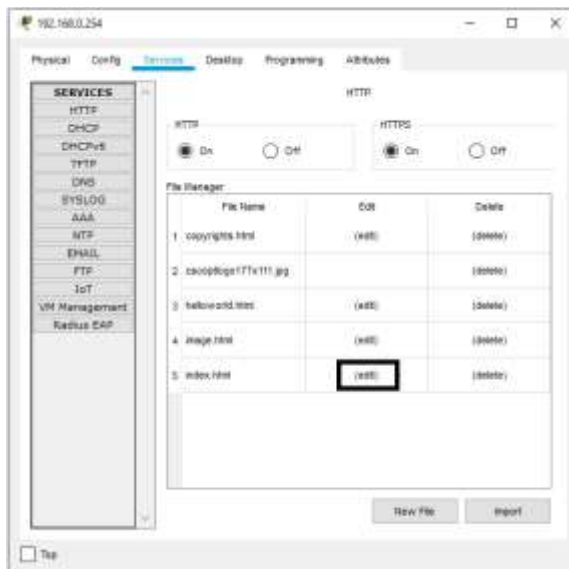 192.168.0.254
Physical Config Services Desktop Programming Attributes
SERVICES
HTTP
DHCP
DHCPv6
TFTP
DNS
SYSLOG
AAA
NTP
EMAIL
FTP
IoT
VM Management
Radius EAP
HTTP
HTTP
On Off
HTTPS
On Off
File Manager
File Name Edit Delete
1 copyrights.html (edit) (delete)
2 cscoptlogo177x111.jpg (delete)
3 helloworld.html (edit) (delete)
4 image.html (edit) (delete)
5 index.html (edit) (delete)
New File Import
Top